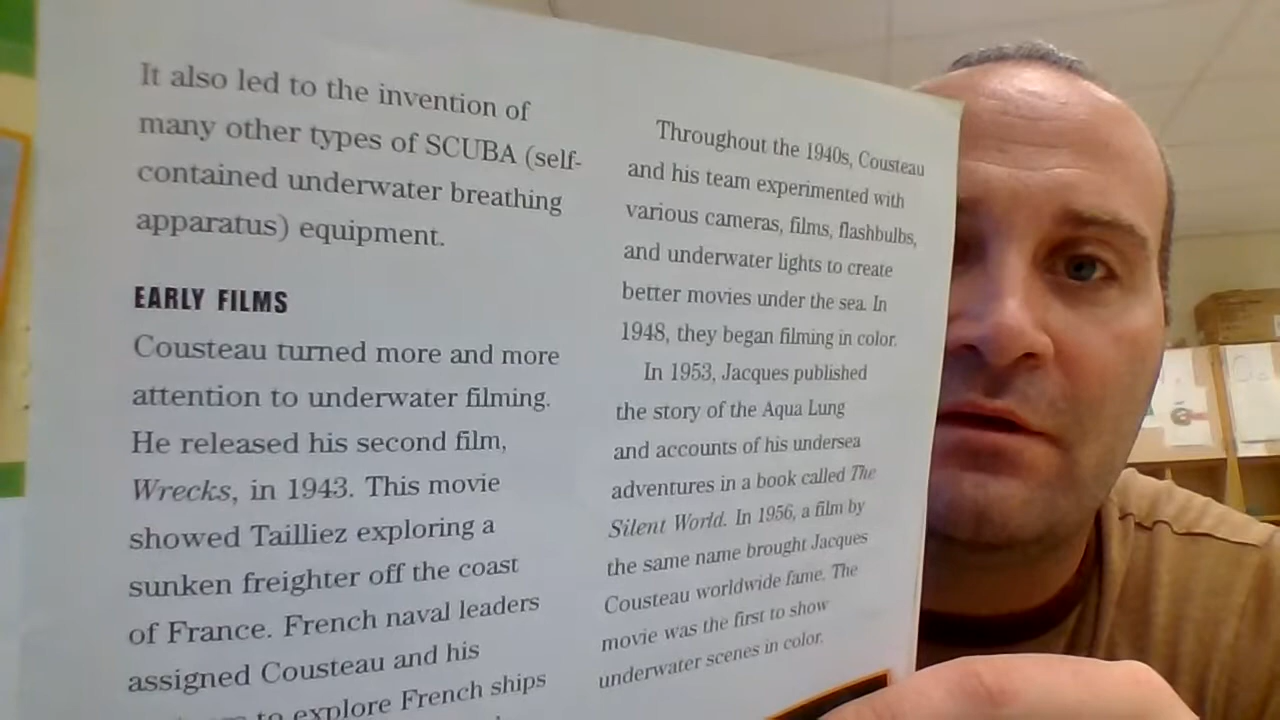 It also led to the invention of
many other types of SCUBA (self-
contained underwater breathing
apparatus) equipment.
EARLY FILMS
Cousteau turned more and more
attention to underwater filming.
He released his second film,
Wrecks, in 1943. This movie
showed Tailliez exploring a
sunken freighter off the coast
of France. French naval leaders
assigned Cousteau and his
to explore French ships
Throughout the 1940s, Cousteau
and his team experimented with
various cameras, films, flashbulbs,
and underwater lights to create
better movies under the sea. In
1948, they began filming in color.
In 1953, Jacques published
the story of the Aqua Lung
and accounts of his undersea
adventures in a book called The
Silent World. In 1956, a film by
the same name brought Jacques
Cousteau worldwide fame. The
movie was the first to show
underwater scenes in color.